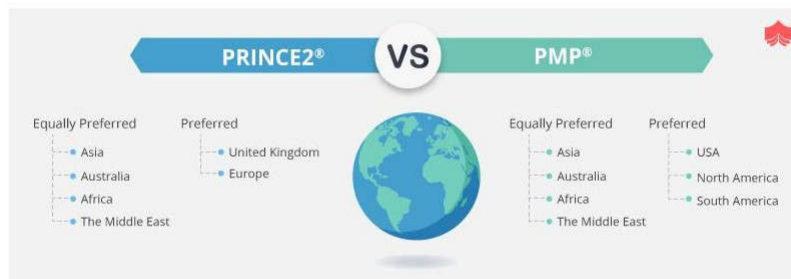 PRINCE2® VS PMP®
Equally Preferred
Asia
Australia
Africa
The Middle East
Preferred
United Kingdom
Europe
Equally Preferred
Asia
Australia
Africa
The Middle East
Preferred
USA
North America
South America